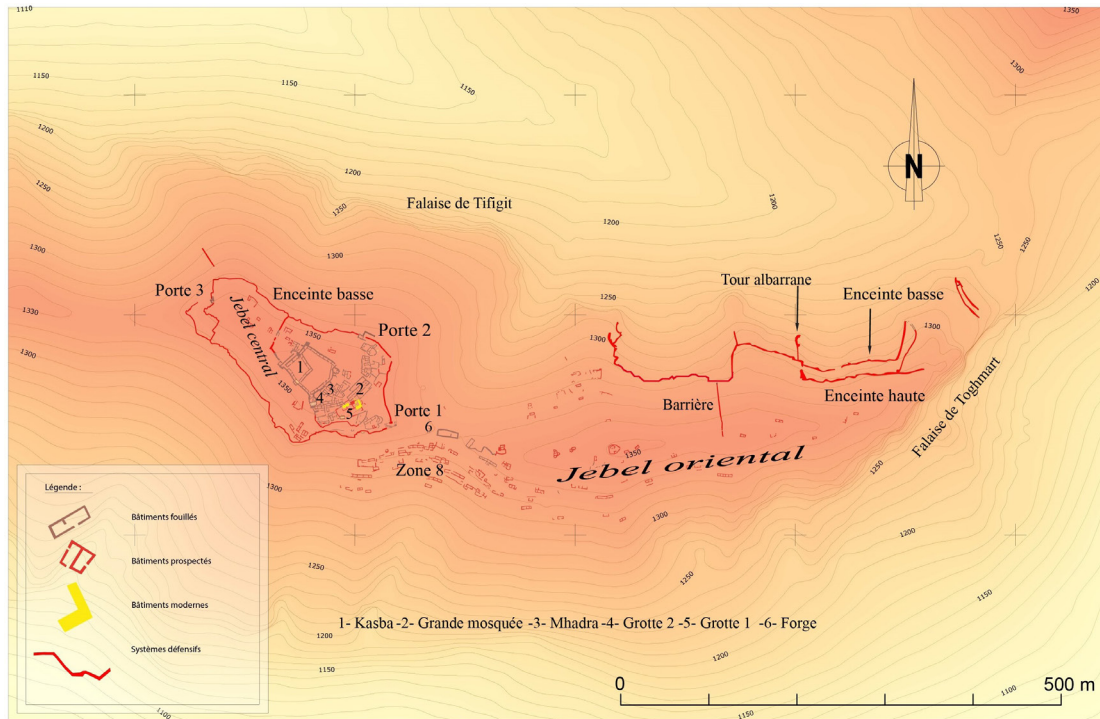 1110
1350
1150
1150
1300
1200
1250
Falaise de Tifigit
1200
1200
1250
1250
1200
1300
1300
Porte 3
Enceinte basse
Tour albarrane
Enceinte basse
1250
1330
1350
Porte 2
1300
1300
Jebel central
1300
1
1350
2
3
4
5
Porte 1
6
Barrière
Enceinte haute
Falaise de Toghmart
1350
Jebel oriental
1250
Zone 8
1300
1300
1200
1250
1250
1150
1- Kasba -2- Grande mosquée -3- Mhadra -4- Grotte 2 -5- Grotte 1 -6- Forge
1200
1150
1200
1100
1150
1100
0 500 m
N
Légende :
Bâtiments fouillés
Bâtiments prospectés
Bâtiments modernes
Systèmes défensifs